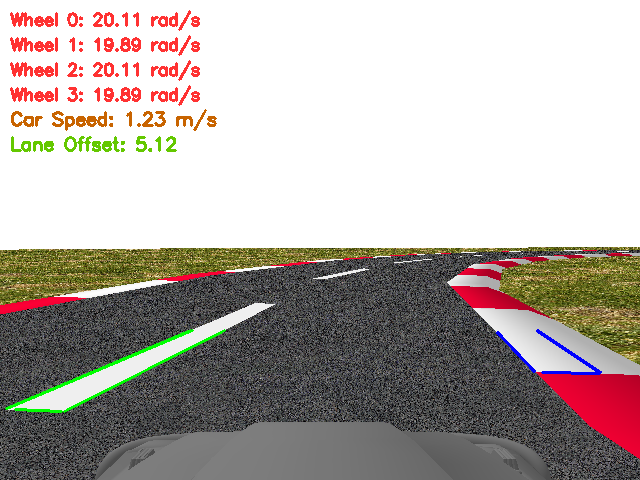 Wheel 0: 20.11 rad/s
Wheel 1: 19.89 rad/s
Wheel 2: 20.11 rad/s
Wheel 3: 19.89 rad/s
Car Speed: 1.23 m/s
Lane Offset: 5.12